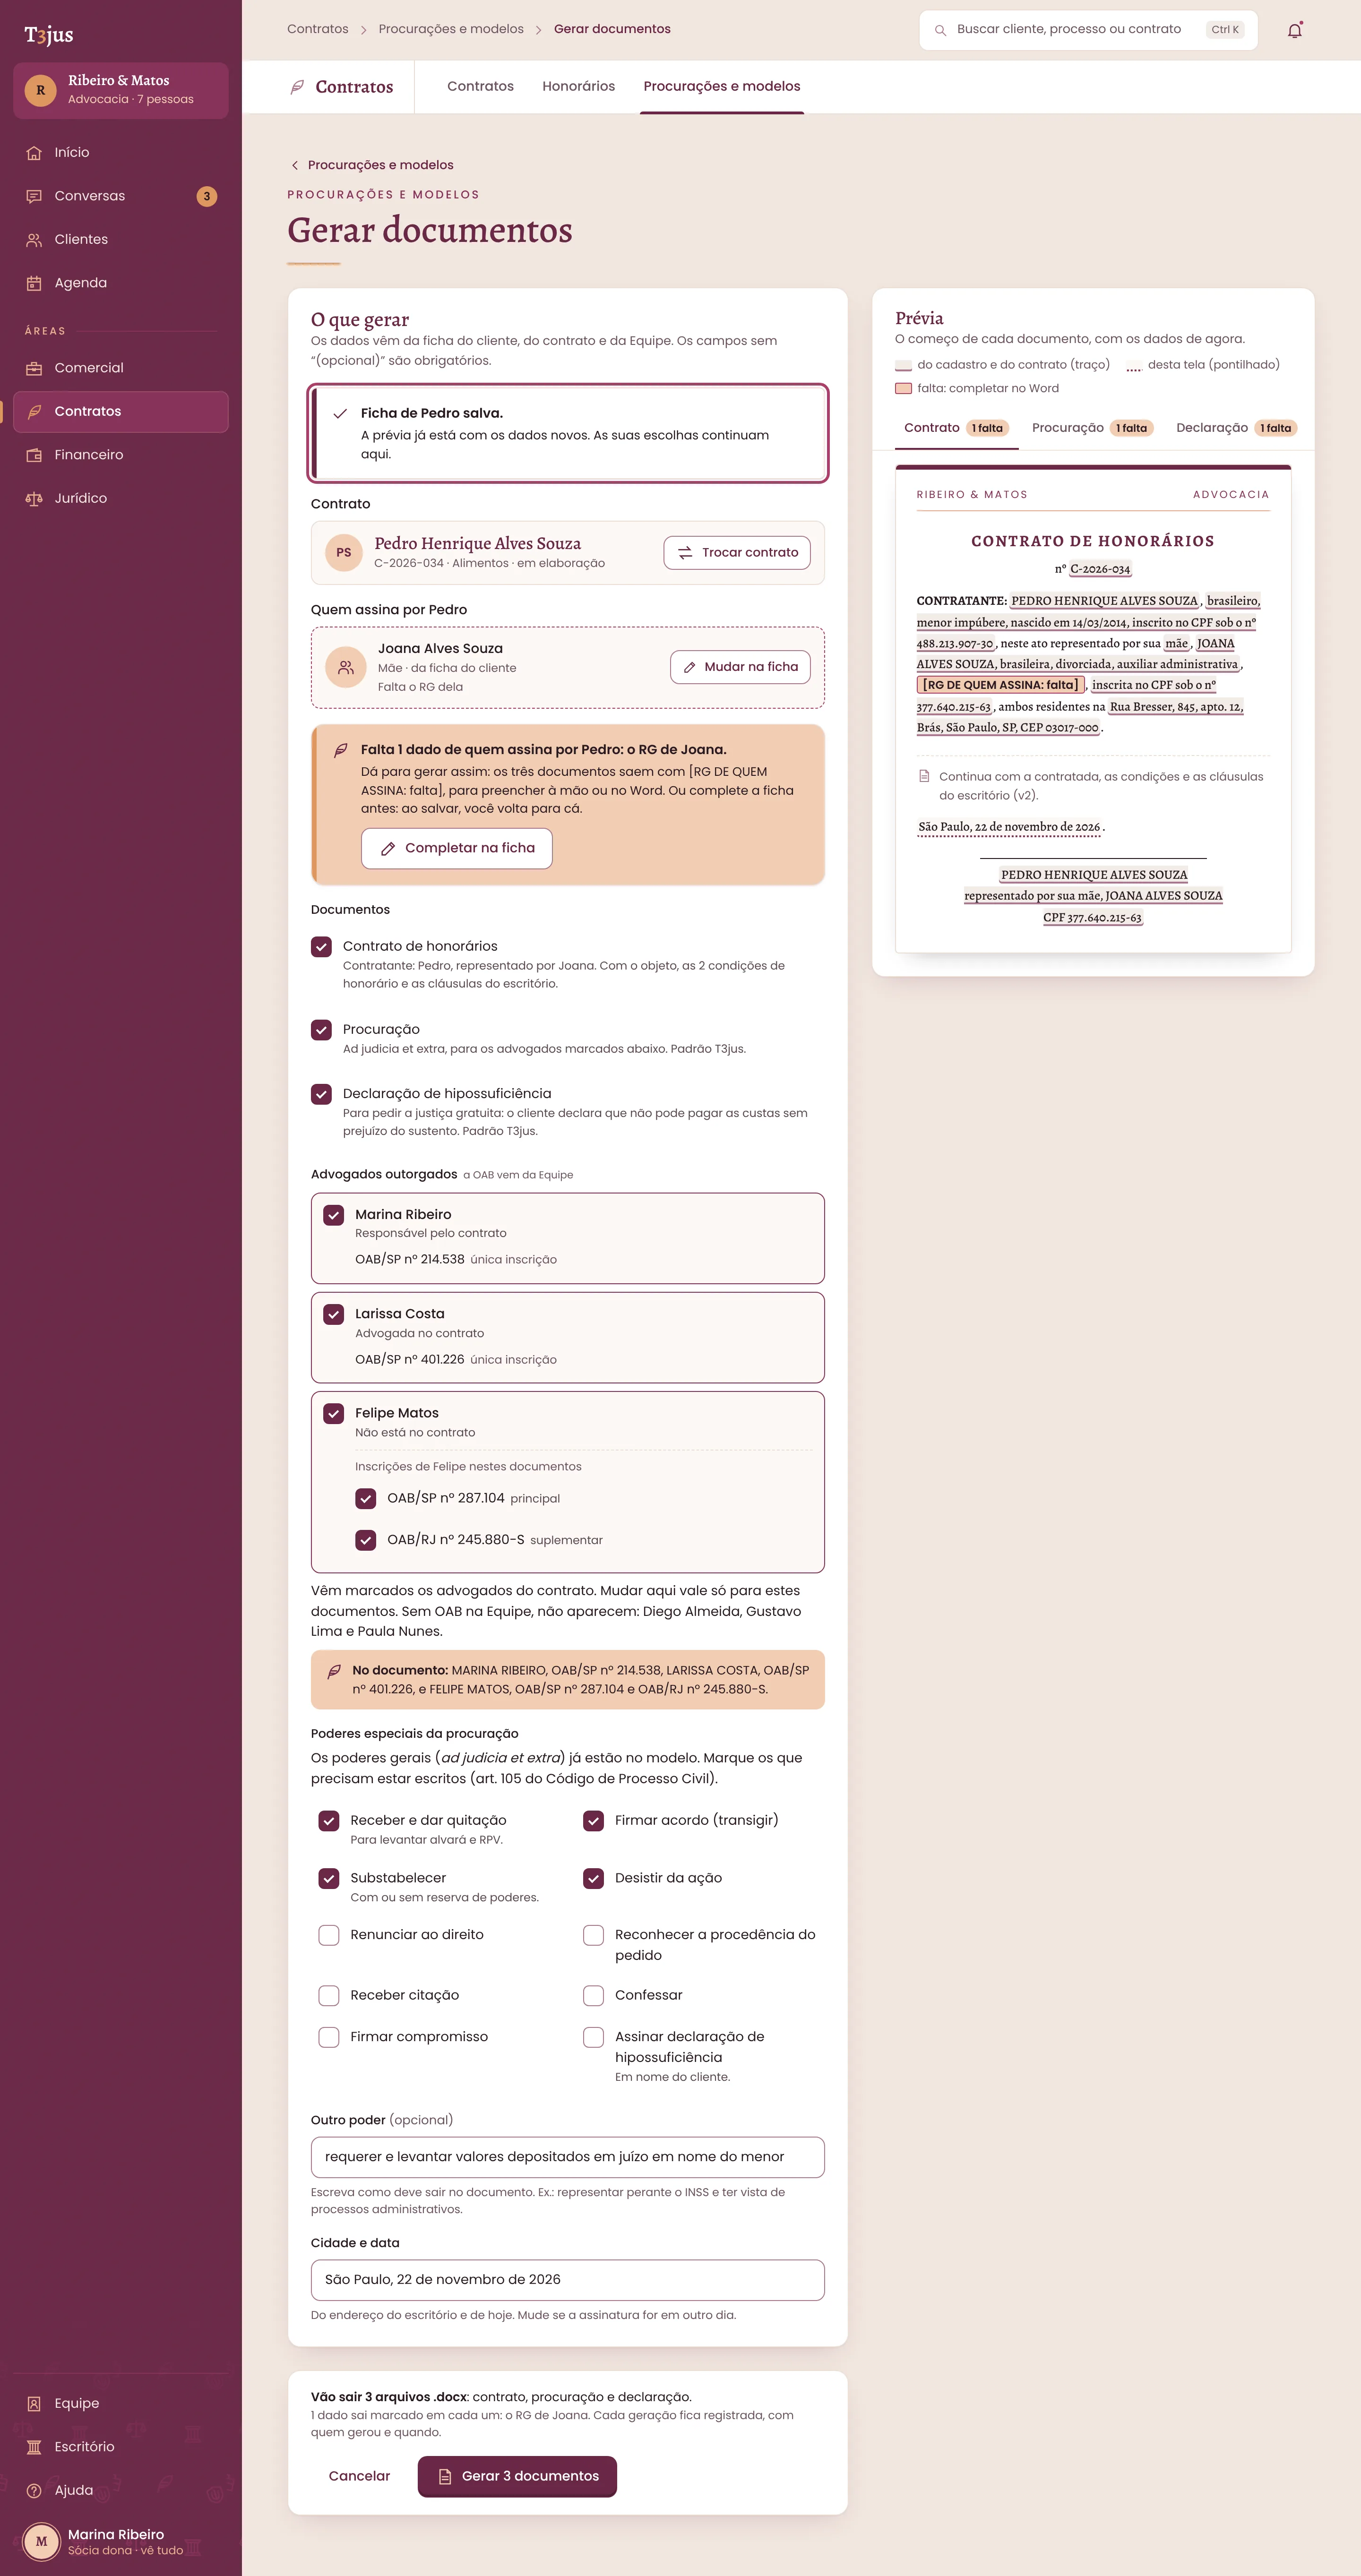 T3jus
R
Ribeiro & Matos
Advocacia · 7 pessoas
Início
Conversas
3
Clientes
Agenda
ÁREAS
Comercial
Contratos
Financeiro
Jurídico
Equipe
Escritório
Ajuda
M
Marina Ribeiro
Sócia dona · vê tudo
Contratos
Procurações e modelos
Gerar documentos
Buscar cliente, processo ou contrato
Ctrl K
Contratos
Contratos
Honorários
Procurações e modelos
Procurações e modelos
PROCURAÇÕES E MODELOS
Gerar documentos
O que gerar
Os dados vêm da ficha do cliente, do contrato e da Equipe. Os campos sem
“(opcional)” são obrigatórios.
Ficha de Pedro salva.
A prévia já está com os dados novos. As suas escolhas continuam
aqui.
Contrato
PS
Pedro Henrique Alves Souza
C-2026-034 · Alimentos · em elaboração
Trocar contrato
Quem assina por Pedro
Joana Alves Souza
Mãe · da ficha do cliente
Falta o RG dela
Mudar na ficha
Falta 1 dado de quem assina por Pedro: o RG de Joana.
Dá para gerar assim: os três documentos saem com [RG DE QUEM
ASSINA: falta], para preencher à mão ou no Word. Ou complete a ficha
antes: ao salvar, você volta para cá.
Completar na ficha
Documentos
Contrato de honorários
Contratante: Pedro, representado por Joana. Com o objeto, as 2 condições de
honorário e as cláusulas do escritório.
Procuração
Ad judicia et extra, para os advogados marcados abaixo. Padrão T3jus.
Declaração de hipossuficiência
Para pedir a justiça gratuita: o cliente declara que não pode pagar as custas sem
prejuízo do sustento. Padrão T3jus.
Advogados outorgados a OAB vem da Equipe
Marina Ribeiro
Responsável pelo contrato
OAB/SP nº 214.538 única inscrição
Larissa Costa
Advogada no contrato
OAB/SP nº 401.226 única inscrição
Felipe Matos
Não está no contrato
Inscrições de Felipe nestes documentos
OAB/SP nº 287.104 principal
OAB/RJ nº 245.880-S suplementar
Vêm marcados os advogados do contrato. Mudar aqui vale só para estes
documentos. Sem OAB na Equipe, não aparecem: Diego Almeida, Gustavo
Lima e Paula Nunes.
No documento: MARINA RIBEIRO, OAB/SP nº 214.538, LARISSA COSTA, OAB/SP
nº 401.226, e FELIPE MATOS, OAB/SP nº 287.104 e OAB/RJ nº 245.880-S.
Poderes especiais da procuração
Os poderes gerais (ad judicia et extra) já estão no modelo. Marque os que
precisam estar escritos (art. 105 do Código de Processo Civil).
Receber e dar quitação
Para levantar alvará e RPV.
Firmar acordo (transigir)
Substabelecer
Com ou sem reserva de poderes.
Desistir da ação
Renunciar ao direito
Reconhecer a procedência do
pedido
Receber citação
Confessar
Firmar compromisso
Assinar declaração de
hipossuficiência
Em nome do cliente.
Outro poder (opcional)
requerer e levantar valores depositados em juízo em nome do menor
Escreva como deve sair no documento. Ex.: representar perante o INSS e ter vista de
processos administrativos.
Cidade e data
São Paulo, 22 de novembro de 2026
Do endereço do escritório e de hoje. Mude se a assinatura for em outro dia.
Vão sair 3 arquivos .docx: contrato, procuração e declaração.
1 dado sai marcado em cada um: o RG de Joana. Cada geração fica registrada, com
quem gerou e quando.
Cancelar
Gerar 3 documentos
Prévia
O começo de cada documento, com os dados de agora.
do cadastro e do contrato (traço)
desta tela (pontilhado)
falta: completar no Word
Contrato 1 falta
Procuração 1 falta
Declaração 1 falta
RIBEIRO & MATOS
ADVOCACIA
CONTRATO DE HONORÁRIOS
nº C-2026-034
CONTRATANTE: PEDRO HENRIQUE ALVES SOUZA, brasileiro,
menor impúbere, nascido em 14/03/2014, inscrito no CPF sob o nº
488.213.907-30, neste ato representado por sua mãe, JOANA
ALVES SOUZA, brasileira, divorciada, auxiliar administrativa,
[RG DE QUEM ASSINA: falta], inscrita no CPF sob o nº
377.640.215-63, ambos residentes na Rua Bresser, 845, apto. 12,
Brás, São Paulo, SP, CEP 03017-000.
Continua com a contratada, as condições e as cláusulas
do escritório (v2).
São Paulo, 22 de novembro de 2026.
PEDRO HENRIQUE ALVES SOUZA
representado por sua mãe, JOANA ALVES SOUZA
CPF 377.640.215-63